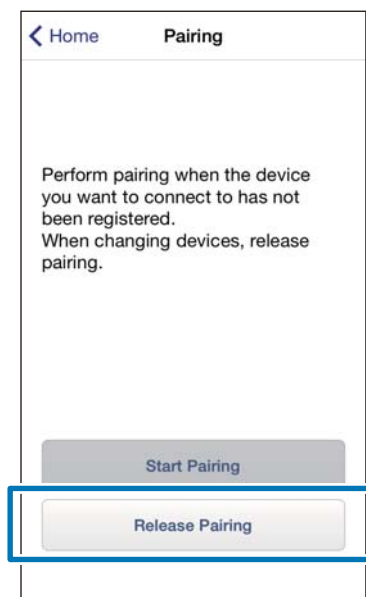 Home Pairing
Perform pairing when the device
you want to connect to has not
been registered.
When changing devices, release
pairing.
Start Pairing
Release Pairing